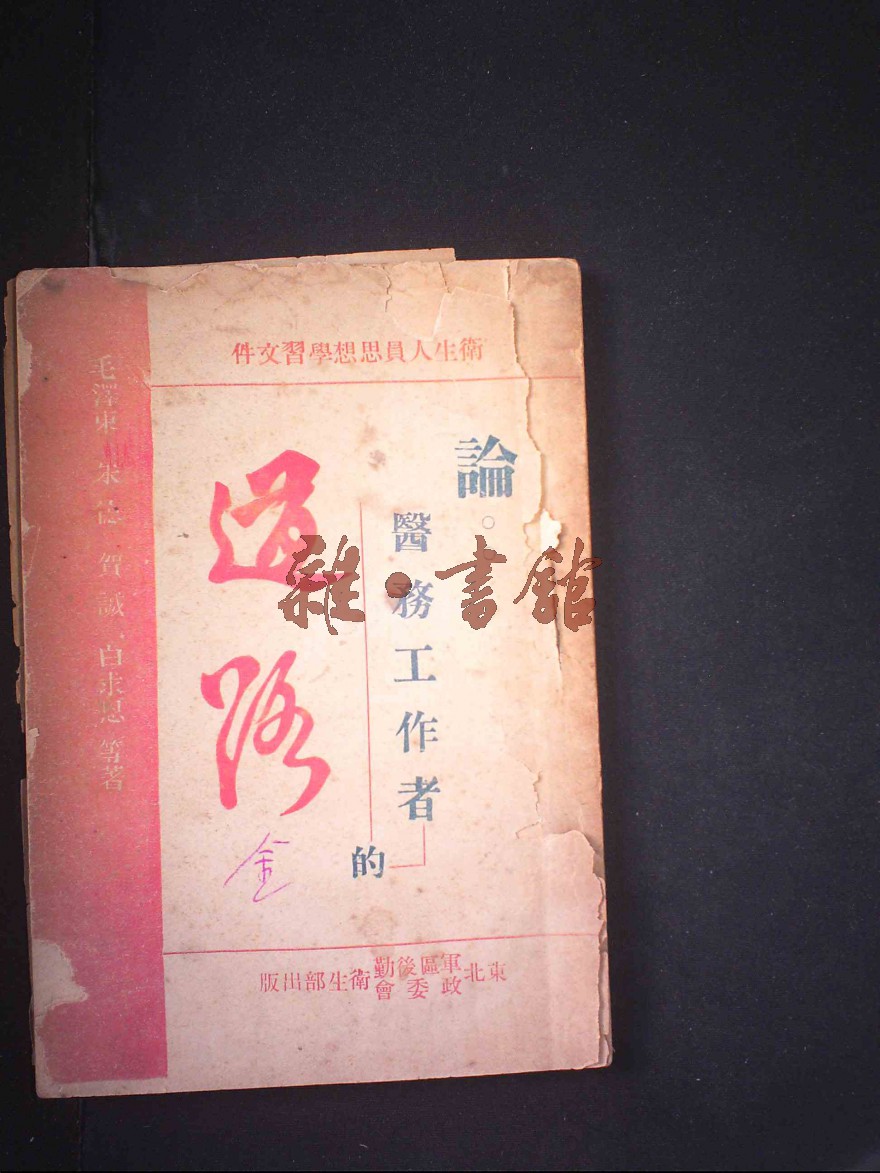 衛生人員思想學習文件
論
醫務工作者
的
道路
金
毛澤東 朱德 賀誠 白求恩 等著
東北軍區後勤政委會衛生部出版
雜·書館